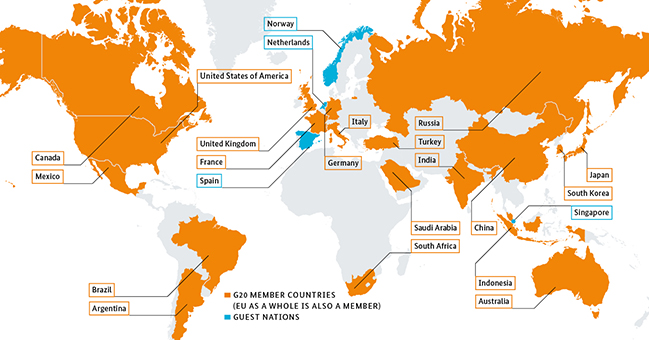 Norway
Netherlands
United States of America
Italy
Russia
Turkey
United Kingdom
Canada
France
Germany
India
Mexico
Spain
Japan
South Korea
Singapore
Saudi Arabia
China
South Africa
Brazil
Indonesia
Argentina
Australia
G20 MEMBER COUNTRIES
(EU AS A WHOLE IS ALSO A MEMBER)
GUEST NATIONS